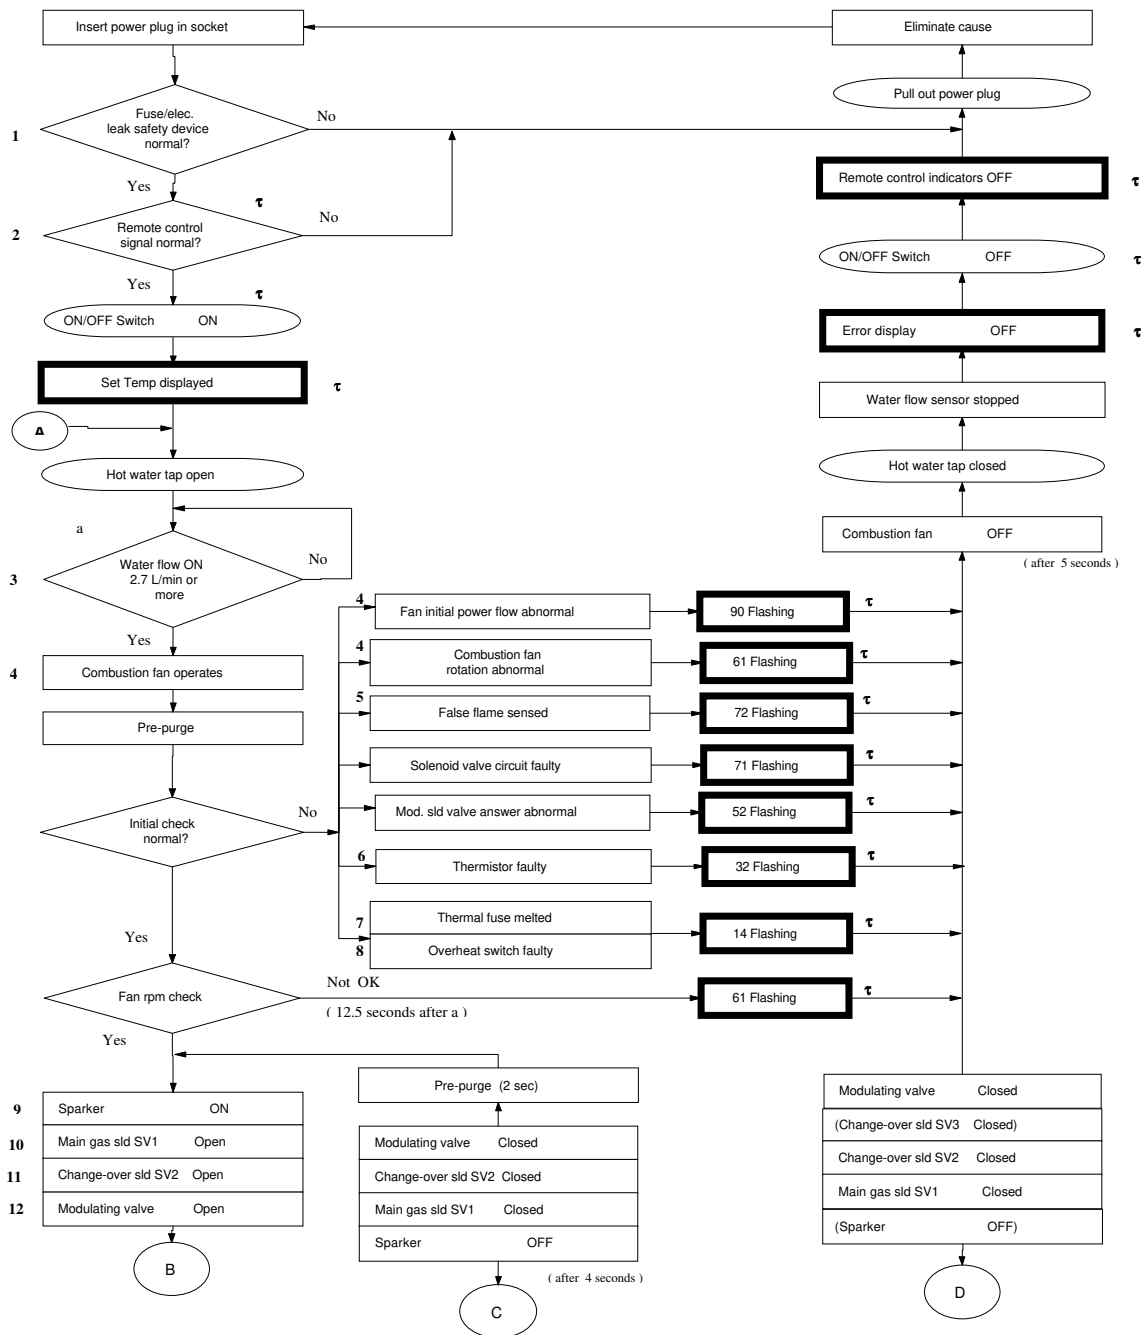 Insert power plug in socket
Eliminate cause
Pull out power plug
1
Fuse/elec.
leak safety device
normal?
No
Yes
Remote control indicators OFF
τ
2
Remote control
signal normal?
τ
No
Yes
ON/OFF Switch OFF
τ
ON/OFF Switch ON
τ
Error display OFF
τ
Set Temp displayed
τ
Water flow sensor stopped
A
Hot water tap open
Hot water tap closed
a
Combustion fan OFF
( after 5 seconds )
3
Water flow ON
2.7 L/min or
more
No
Yes
4
Combustion fan operates
Pre-purge
Initial check
normal?
No
Yes
4
Fan initial power flow abnormal
90 Flashing
τ
4
Combustion fan
rotation abnormal
61 Flashing
τ
5
False flame sensed
72 Flashing
τ
Solenoid valve circuit faulty
71 Flashing
τ
Mod. sld valve answer abnormal
52 Flashing
τ
6
Thermistor faulty
32 Flashing
τ
7
Thermal fuse melted
8
Overheat switch faulty
14 Flashing
τ
Fan rpm check
Not OK
( 12.5 seconds after a )
61 Flashing
τ
Yes
9
Sparker ON
10
Main gas sld SV1 Open
11
Change-over sld SV2 Open
12
Modulating valve Open
B
Pre-purge (2 sec)
Modulating valve Closed
Change-over sld SV2 Closed
Main gas sld SV1 Closed
Sparker OFF
( after 4 seconds )
C
Modulating valve Closed
(Change-over sld SV3 Closed)
Change-over sld SV2 Closed
Main gas sld SV1 Closed
(Sparker OFF)
D